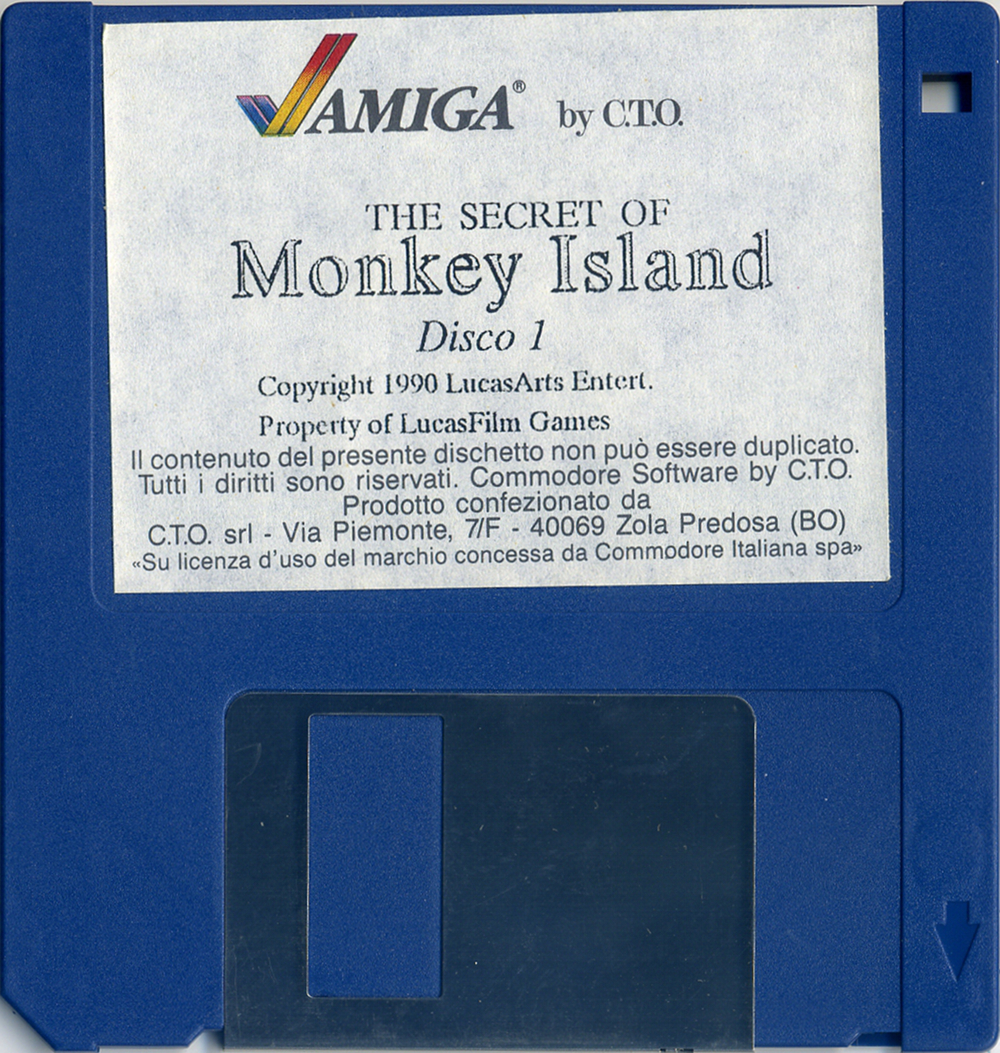 AMIGA® by C.T.O.
THE SECRET OF
Monkey Island
Disco 1
Copyright 1990 LucasArts Entert.
Property of LucasFilm Games
Il contenuto del presente dischetto non può essere duplicato.
Tutti i diritti sono riservati. Commodore Software by C.T.O.
Prodotto confezionato da
C.T.O. srl - Via Piemonte, 7/F - 40069 Zola Predosa (BO)
«Su licenza d'uso del marchio concessa da Commodore Italiana spa»